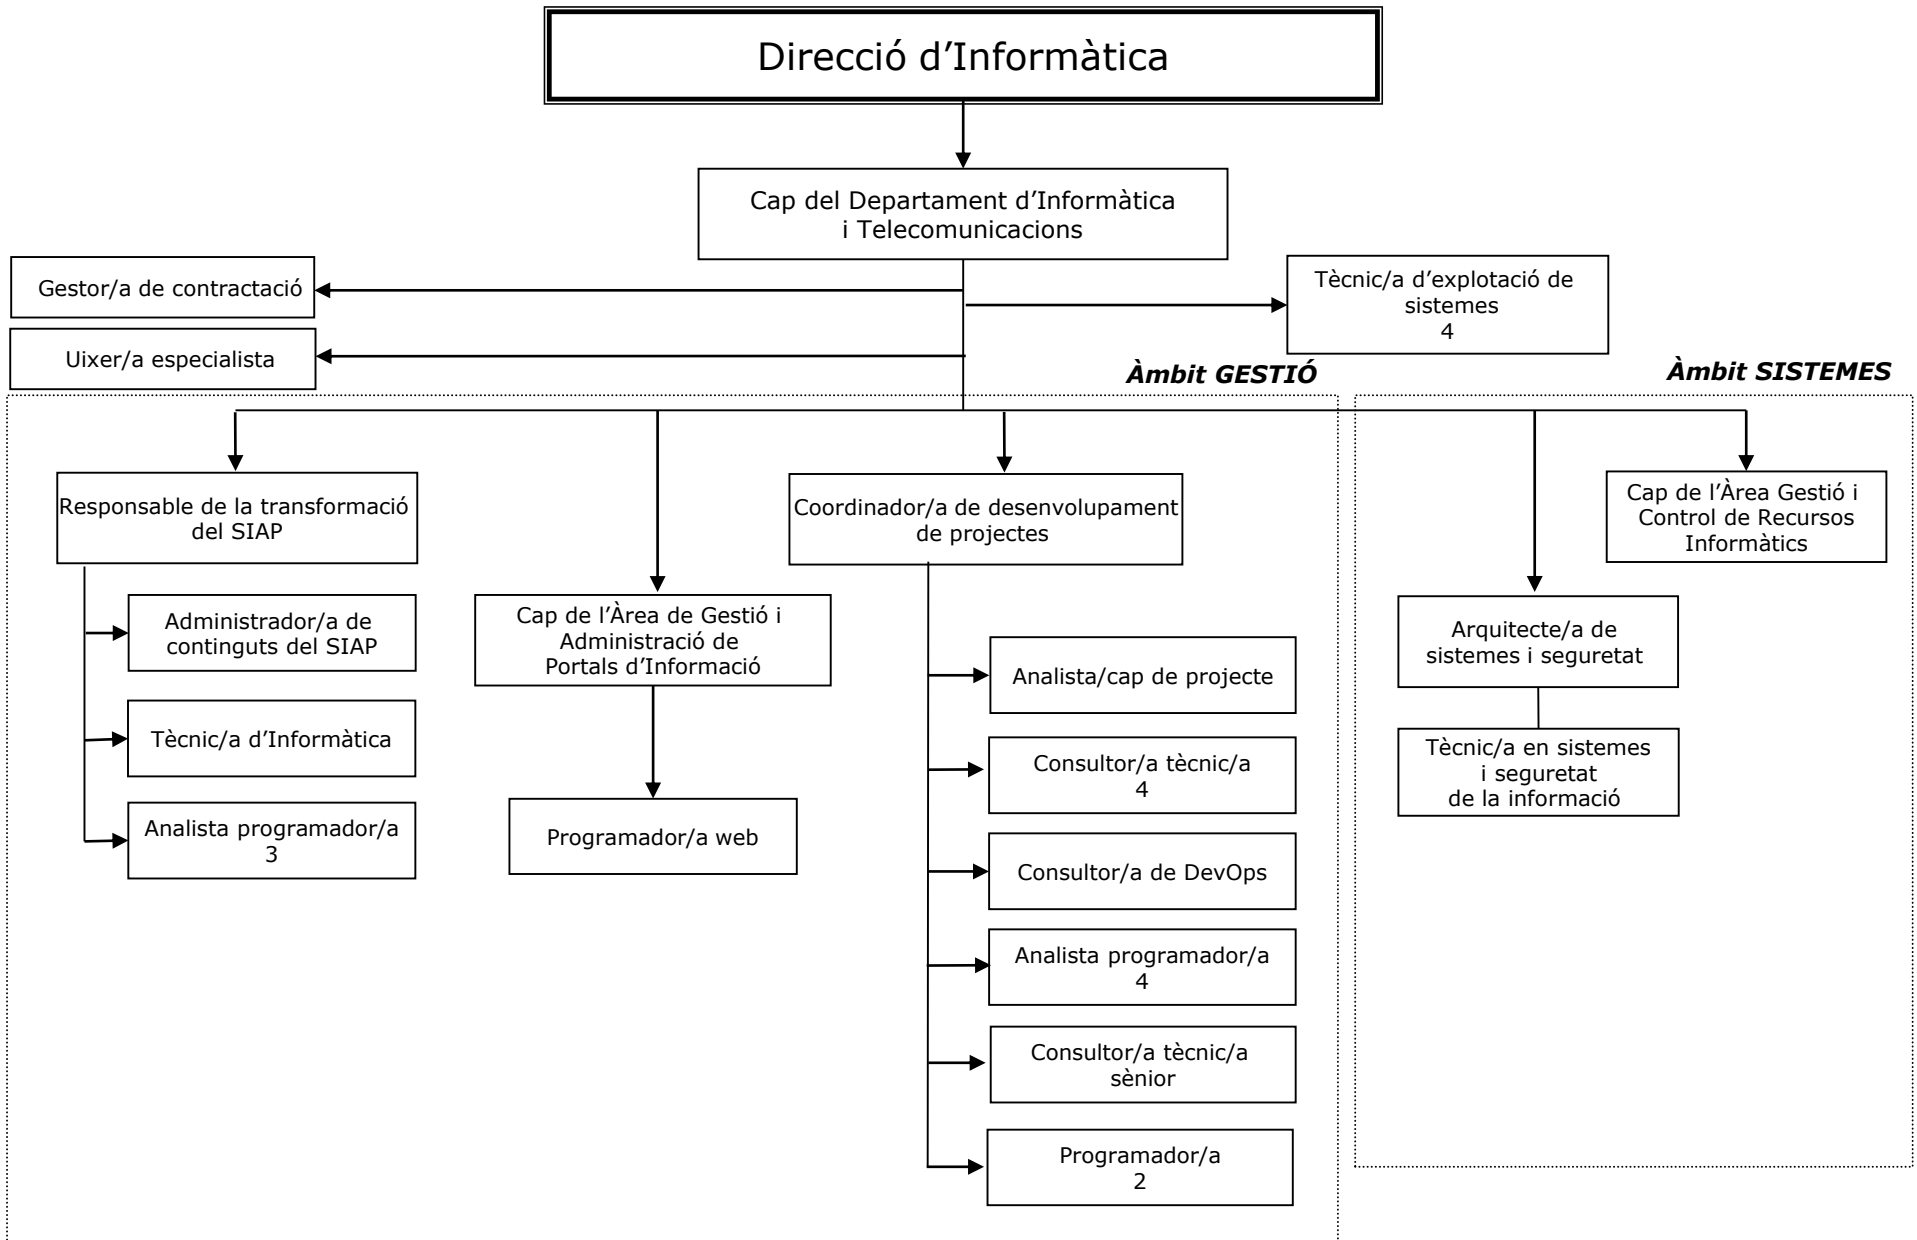 Direcció d’Informàtica
Cap del Departament d’Informàtica
i Telecomunicacions
Gestor/a de contractació
Tècnic/a d’explotació de
sistemes
4
Uixer/a especialista
Àmbit GESTIÓ
Àmbit SISTEMES
Responsable de la transformació
del SIAP
Administrador/a de
continguts del SIAP
Tècnic/a d’Informàtica
Analista programador/a
3
Cap de l’Àrea de Gestió i
Administració de
Portals d’Informació
Programador/a web
Coordinador/a de desenvolupament
de projectes
Analista/cap de projecte
Consultor/a tècnic/a
4
Consultor/a de DevOps
Analista programador/a
4
Consultor/a tècnic/a
sènior
Programador/a
2
Arquitecte/a de
sistemes i seguretat
Tècnic/a en sistemes
i seguretat
de la informació
Cap de l’Àrea Gestió i
Control de Recursos
Informàtics